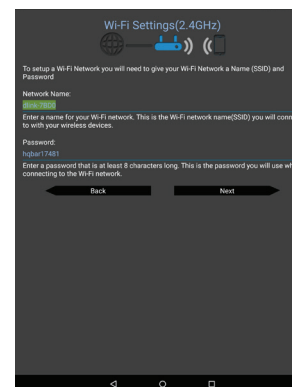 Wi-Fi Settings(2.4GHz)
To setup a Wi-Fi Network you will need to give your Wi-Fi Network a Name (SSID) and
Password
Network Name:
dlink-7800
Enter a name for your Wi-Fi network. This is the Wi-Fi network name(SSID) you will conn
to with your wireless devices.
Password:
hqbar17481
Enter a password that is at least 8 characters long. This is the password you will use wh
connecting to the Wi-Fi network.
Back Next